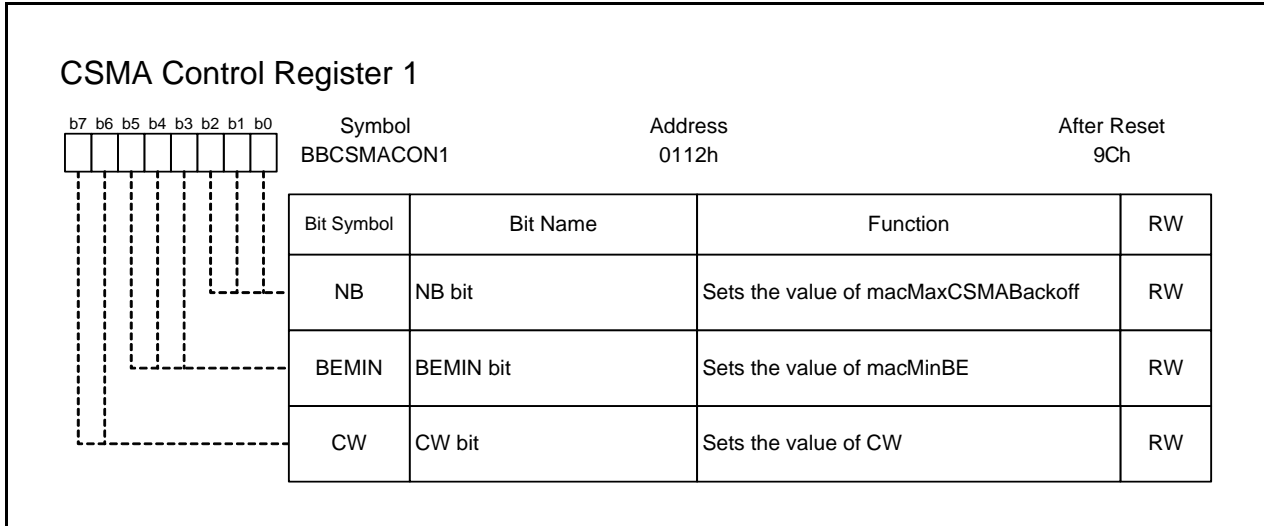 CSMA Control Register 1
b7 b6 b5 b4 b3 b2 b1 b0
Symbol Address After Reset
BBCSMACON1 0112h 9Ch
Bit Symbol Bit Name Function RW
NB NB bit Sets the value of macMaxCSMABackoff RW
BEMIN BEMIN bit Sets the value of macMinBE RW
CW CW bit Sets the value of CW RW